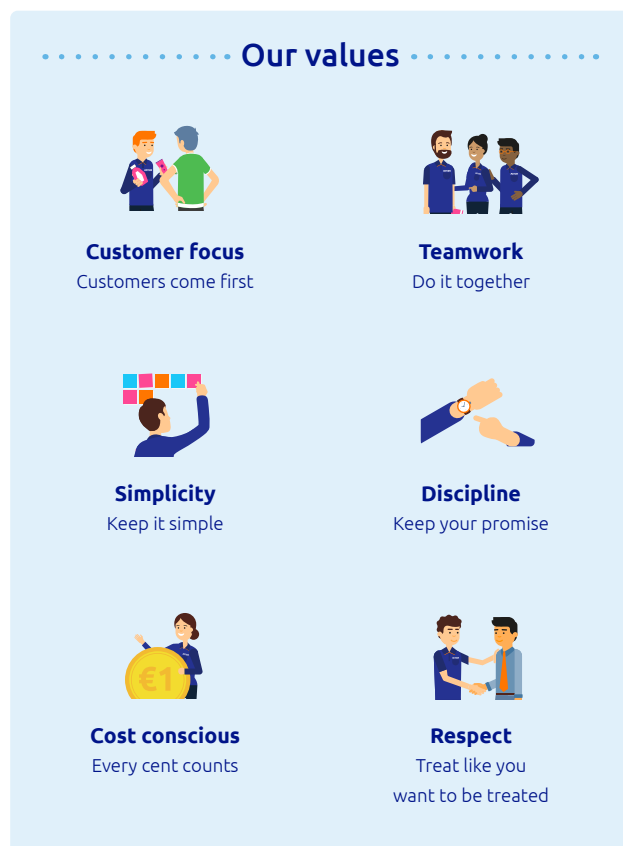 Our values
Customer focus
Customers come first
Teamwork
Do it together
Simplicity
Keep it simple
Discipline
Keep your promise
€1
Cost conscious
Every cent counts
Respect
Treat like you
want to be treated